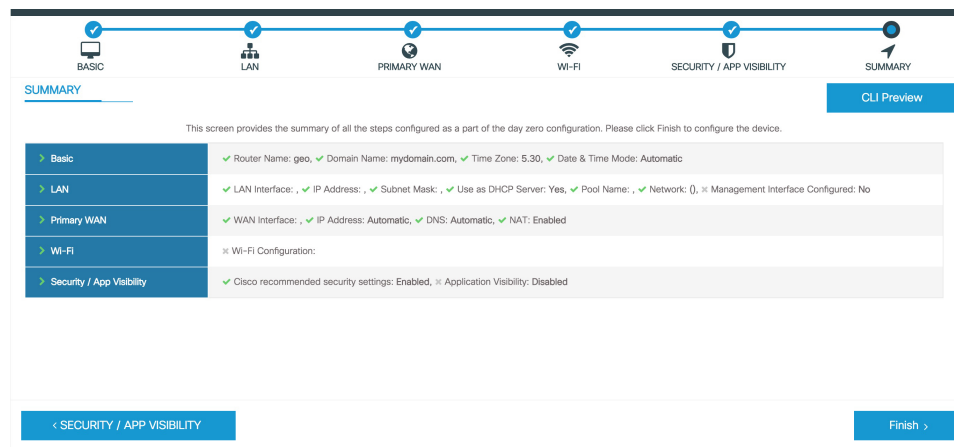 BASIC LAN PRIMARY WAN WI-FI SECURITY / APP VISIBILITY SUMMARY
SUMMARY
CLI Preview
This screen provides the summary of all the steps configured as a part of the day zero configuration. Please click Finish to configure the device.
> Basic ✔ Router Name: geo, ✔ Domain Name: mydomain.com, ✔ Time Zone: 5.30, ✔ Date & Time Mode: Automatic
> LAN ✔ LAN Interface: , ✔ IP Address: , ✔ Subnet Mask: , ✔ Use as DHCP Server: Yes, ✔ Pool Name: , ✔ Network: (), ✖ Management Interface Configured: No
> Primary WAN ✔ WAN Interface: , ✔ IP Address: Automatic, ✔ DNS: Automatic, ✔ NAT: Enabled
> Wi-Fi ✖ Wi-Fi Configuration:
> Security / App Visibility ✔ Cisco recommended security settings: Enabled, ✖ Application Visibility: Disabled
< SECURITY / APP VISIBILITY Finish >